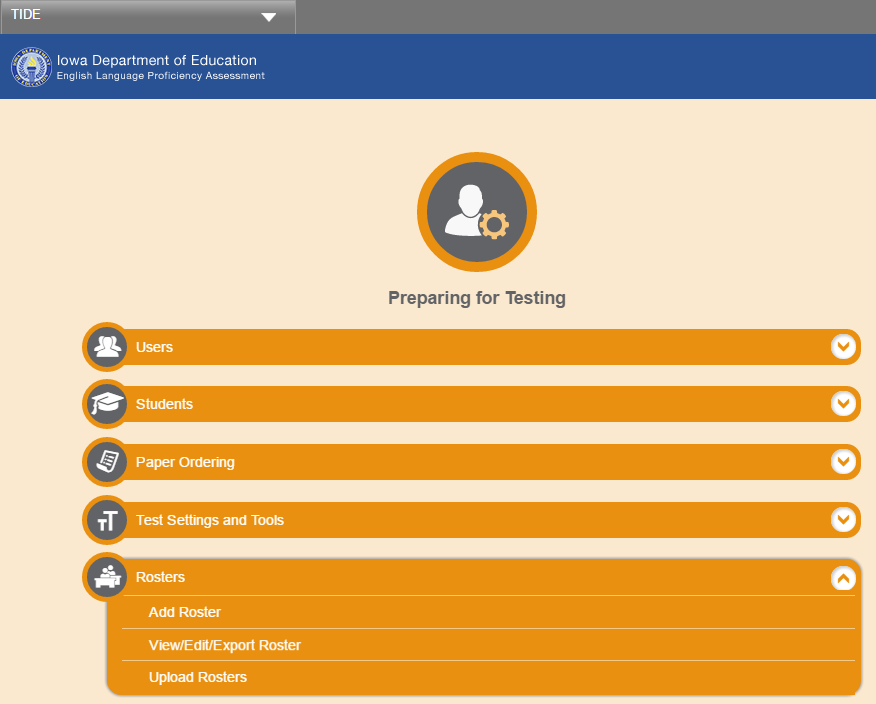 TIDE
Iowa Department of Education
English Language Proficiency Assessment
Preparing for Testing
Users
Students
Paper Ordering
Test Settings and Tools
Rosters
Add Roster
View/Edit/Export Roster
Upload Rosters